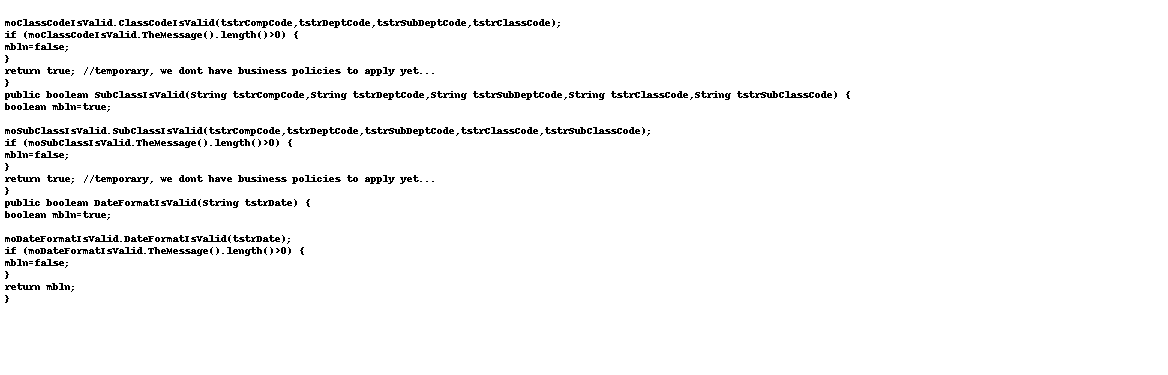 moClassCodeIsValid.ClassCodeIsValid(tstrCompCode,tstrDeptCode,tstrSubDeptCode,tstrClassCode);
if (moClassCodeIsValid.TheMessage().length()>0) {
mbln=false;
}
return true; //temporary, we dont have business policies to apply yet...
}
public boolean SubClassIsValid(String tstrCompCode,String tstrDeptCode,String tstrSubDeptCode,String tstrClassCode,String tstrSubClassCode) {
boolean mbln=true;
moSubClassIsValid.SubClassIsValid(tstrCompCode,tstrDeptCode,tstrSubDeptCode,tstrClassCode,tstrSubClassCode);
if (moSubClassIsValid.TheMessage().length()>0) {
mbln=false;
}
return true; //temporary, we dont have business policies to apply yet...
}
public boolean DateFormatIsValid(String tstrDate) {
boolean mbln=true;
moDateFormatIsValid.DateFormatIsValid(tstrDate);
if (moDateFormatIsValid.TheMessage().length()>0) {
mbln=false;
}
return mbln;
}